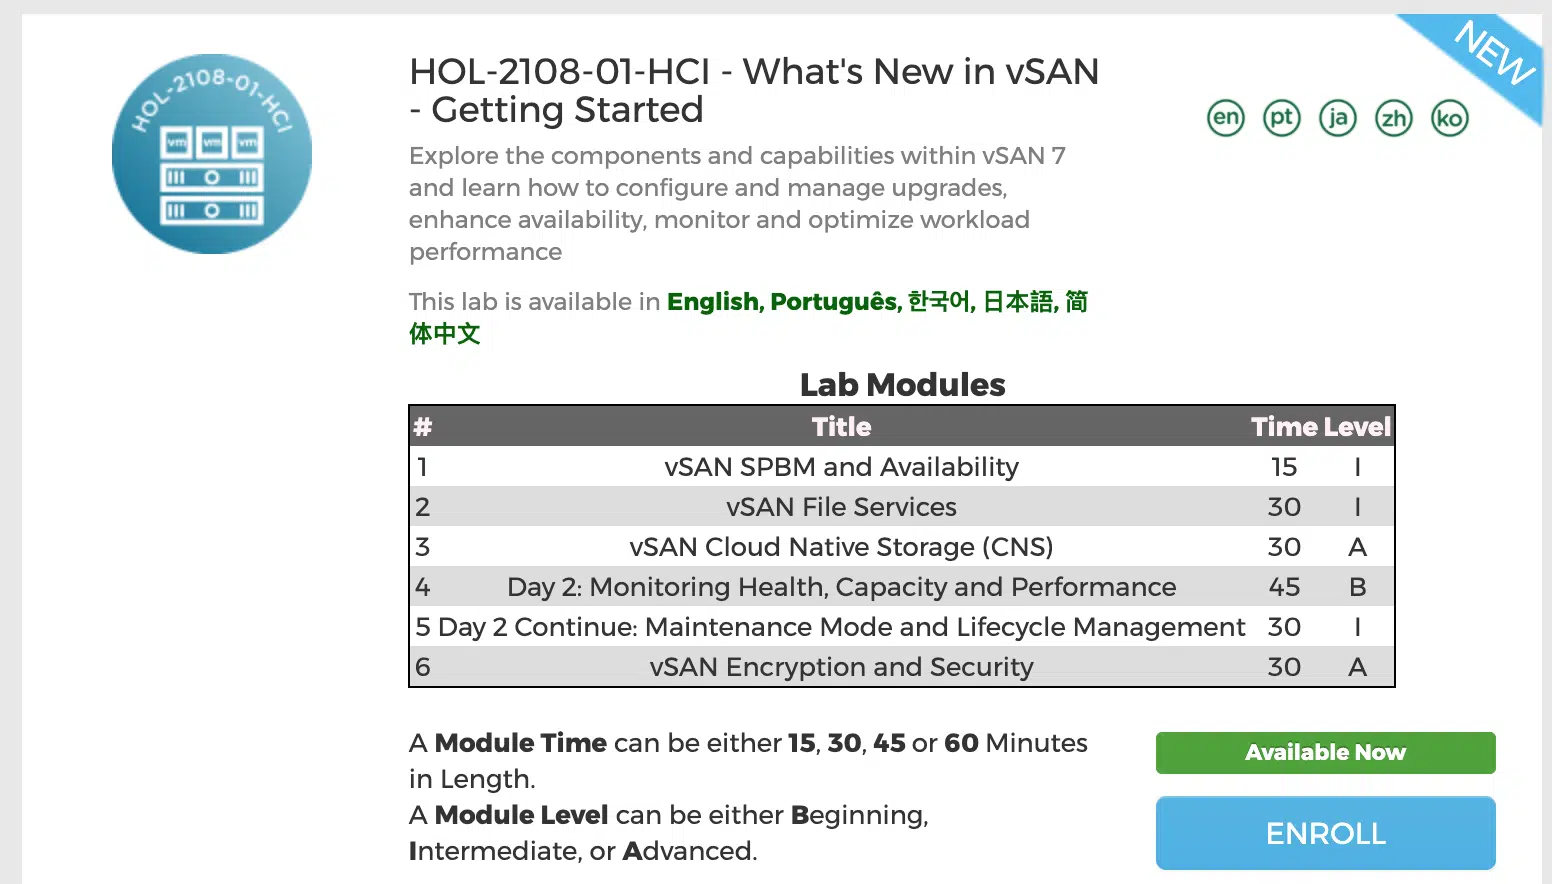 NEW
HOL-2108-01-HCI
vm vm vm
HOL-2108-01-HCI - What's New in vSAN
- Getting Started
en pt ja zh ko
Explore the components and capabilities within vSAN 7
and learn how to configure and manage upgrades,
enhance availability, monitor and optimize workload
performance
This lab is available in English, Português, 한국어, 日本語, 简
体中文
Lab Modules
# Title Time Level
1 vSAN SPBM and Availability 15 I
2 vSAN File Services 30 I
3 vSAN Cloud Native Storage (CNS) 30 A
4 Day 2: Monitoring Health, Capacity and Performance 45 B
5 Day 2 Continue: Maintenance Mode and Lifecycle Management 30 I
6 vSAN Encryption and Security 30 A
A Module Time can be either 15, 30, 45 or 60 Minutes
in Length.
A Module Level can be either Beginning,
Intermediate, or Advanced.
Available Now
ENROLL